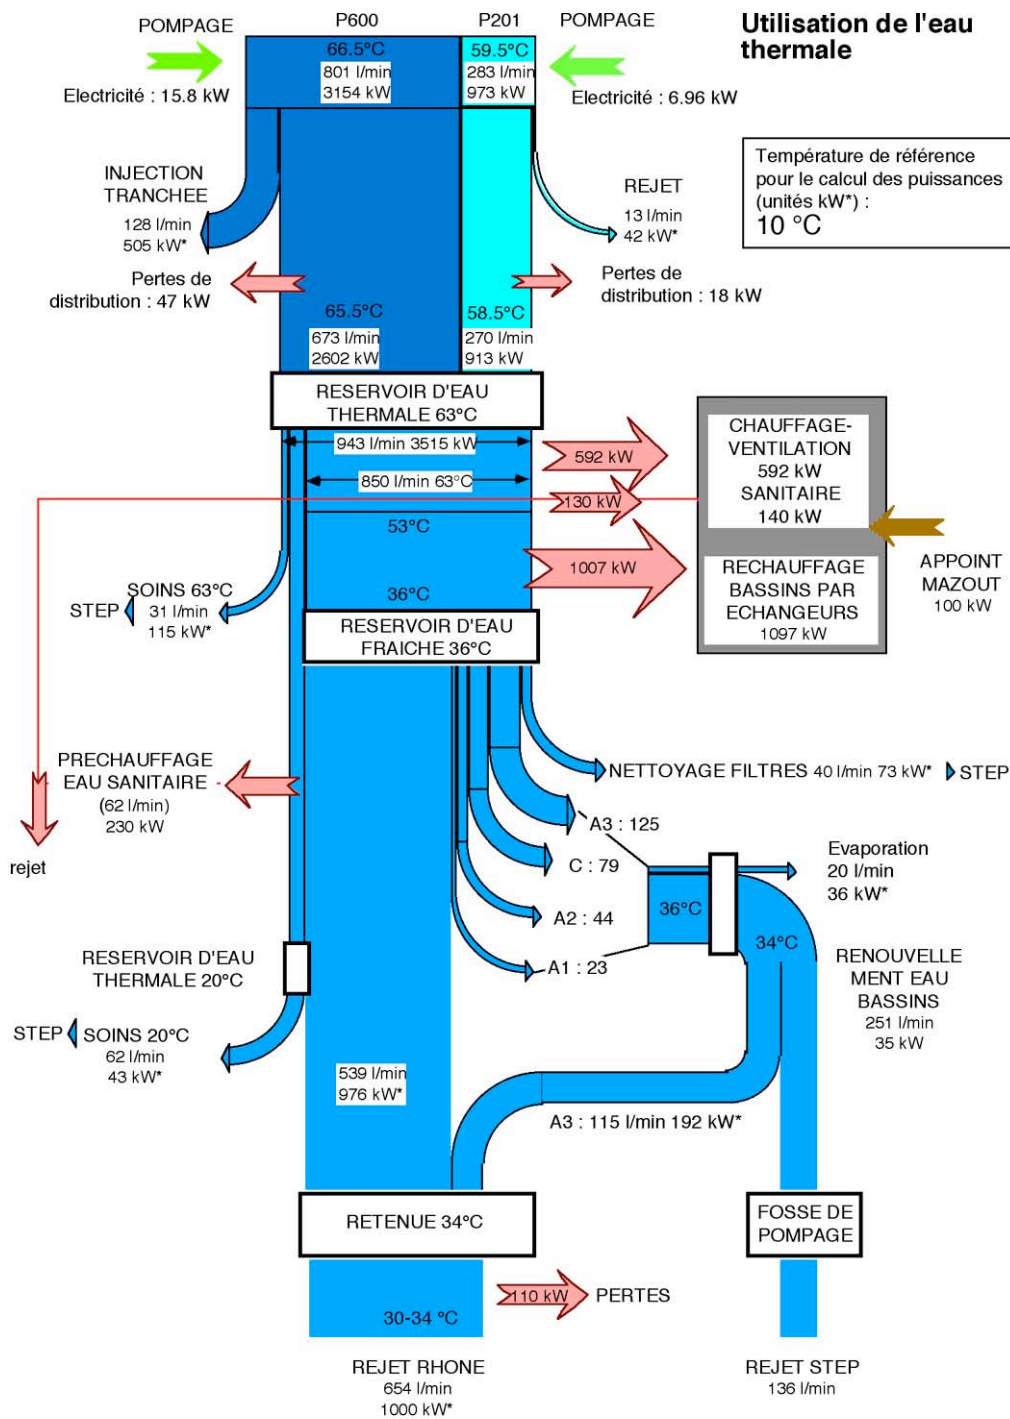 P600
P201
POMPAGE
POMPAGE
Utilisation de l'eau
thermale
66.5°C
801 l/min
3154 kW
59.5°C
283 l/min
973 kW
Electricité : 15.8 kW
Electricité : 6.96 kW
Température de référence
pour le calcul des puissances
(unités kW*) :
10 °C
INJECTION
TRANCHEE
128 l/min
505 kW*
REJET
13 l/min
42 kW*
Pertes de
distribution : 47 kW
Pertes de
distribution : 18 kW
65.5°C
673 l/min
2602 kW
58.5°C
270 l/min
913 kW
RESERVOIR D'EAU
THERMALE 63°C
943 l/min 3515 kW
850 l/min 63°C
592 kW
130 kW
CHAUFFAGE-
VENTILATION
592 kW
SANITAIRE
140 kW
53°C
1007 kW
APPOINT
MAZOUT
100 kW
RECHAUFFAGE
BASSINS PAR
ECHANGEURS
1097 kW
36°C
STEP
SOINS 63°C
31 l/min
115 kW*
RESERVOIR D'EAU
FRAICHE 36°C
PRECHAUFFAGE
EAU SANITAIRE
(62 l/min)
230 kW
rejet
NETTOYAGE FILTRES 40 l/min 73 kW*
STEP
A3 : 125
C : 79
A2 : 44
A1 : 23
Evaporation
20 l/min
36 kW*
36°C
34°C
RENOUVELLE
MENT EAU
BASSINS
251 l/min
35 kW
RESERVOIR D'EAU
THERMALE 20°C
STEP
SOINS 20°C
62 l/min
43 kW*
539 l/min
976 kW*
A3 : 115 l/min 192 kW*
RETENUE 34°C
FOSSE DE
POMPAGE
110 kW
PERTES
30-34 °C
REJET RHONE
654 l/min
1000 kW*
REJET STEP
136 l/min